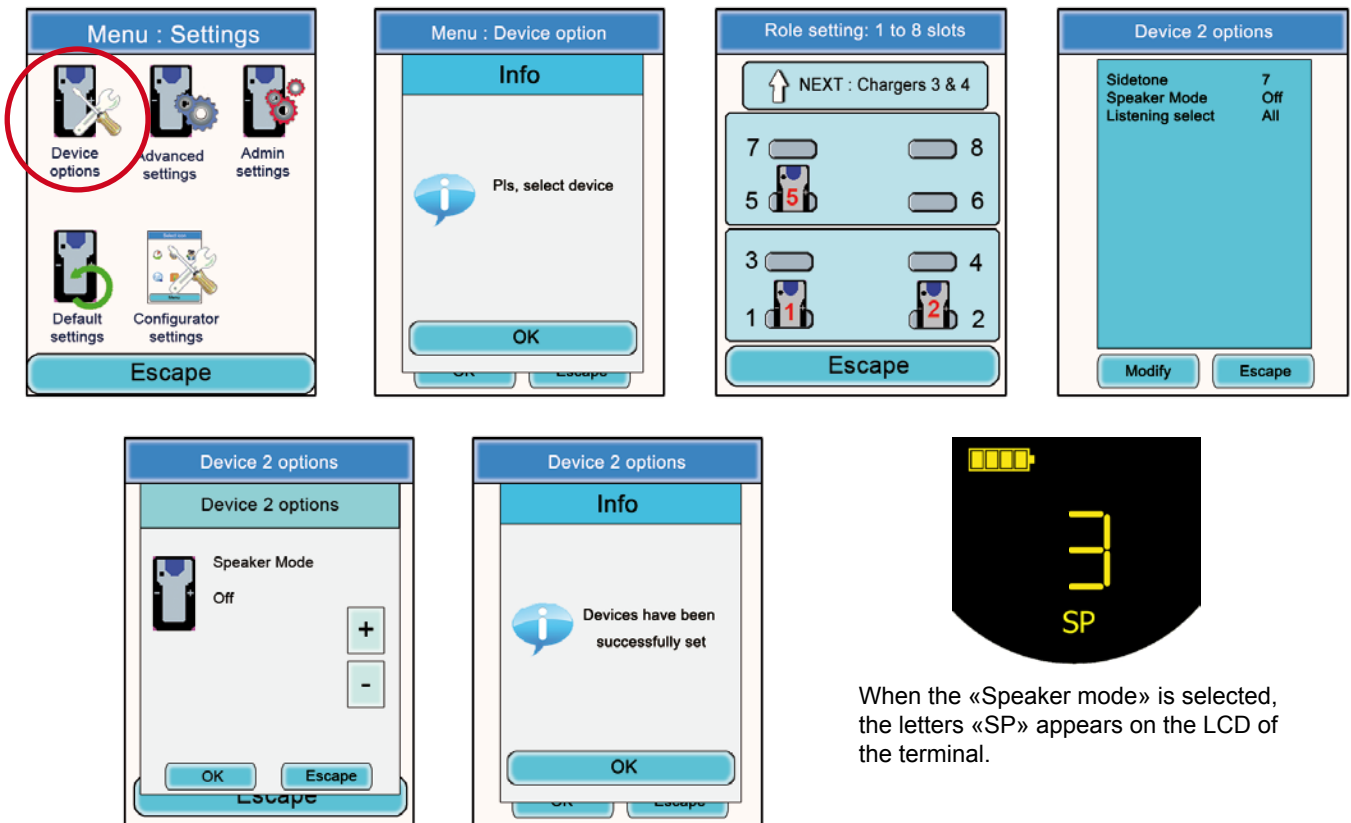 Menu : Settings
Device options
Advanced settings
Admin settings
Default settings
Configurator settings
Escape
Menu : Device option
Info
Pls, select device
OK
OK
Escape
Role setting: 1 to 8 slots
NEXT : Chargers 3 & 4
7
8
5
5
6
3
4
1
1
2
2
Escape
Device 2 options
Sidetone 7
Speaker Mode Off
Listening select All
Modify
Escape
Device 2 options
Device 2 options
Speaker Mode
Off
+
-
OK
Escape
Escape
Device 2 options
Info
Devices have been
successfully set
OK
OK
Escape
3
SP
When the «Speaker mode» is selected,
the letters «SP» appears on the LCD of
the terminal.